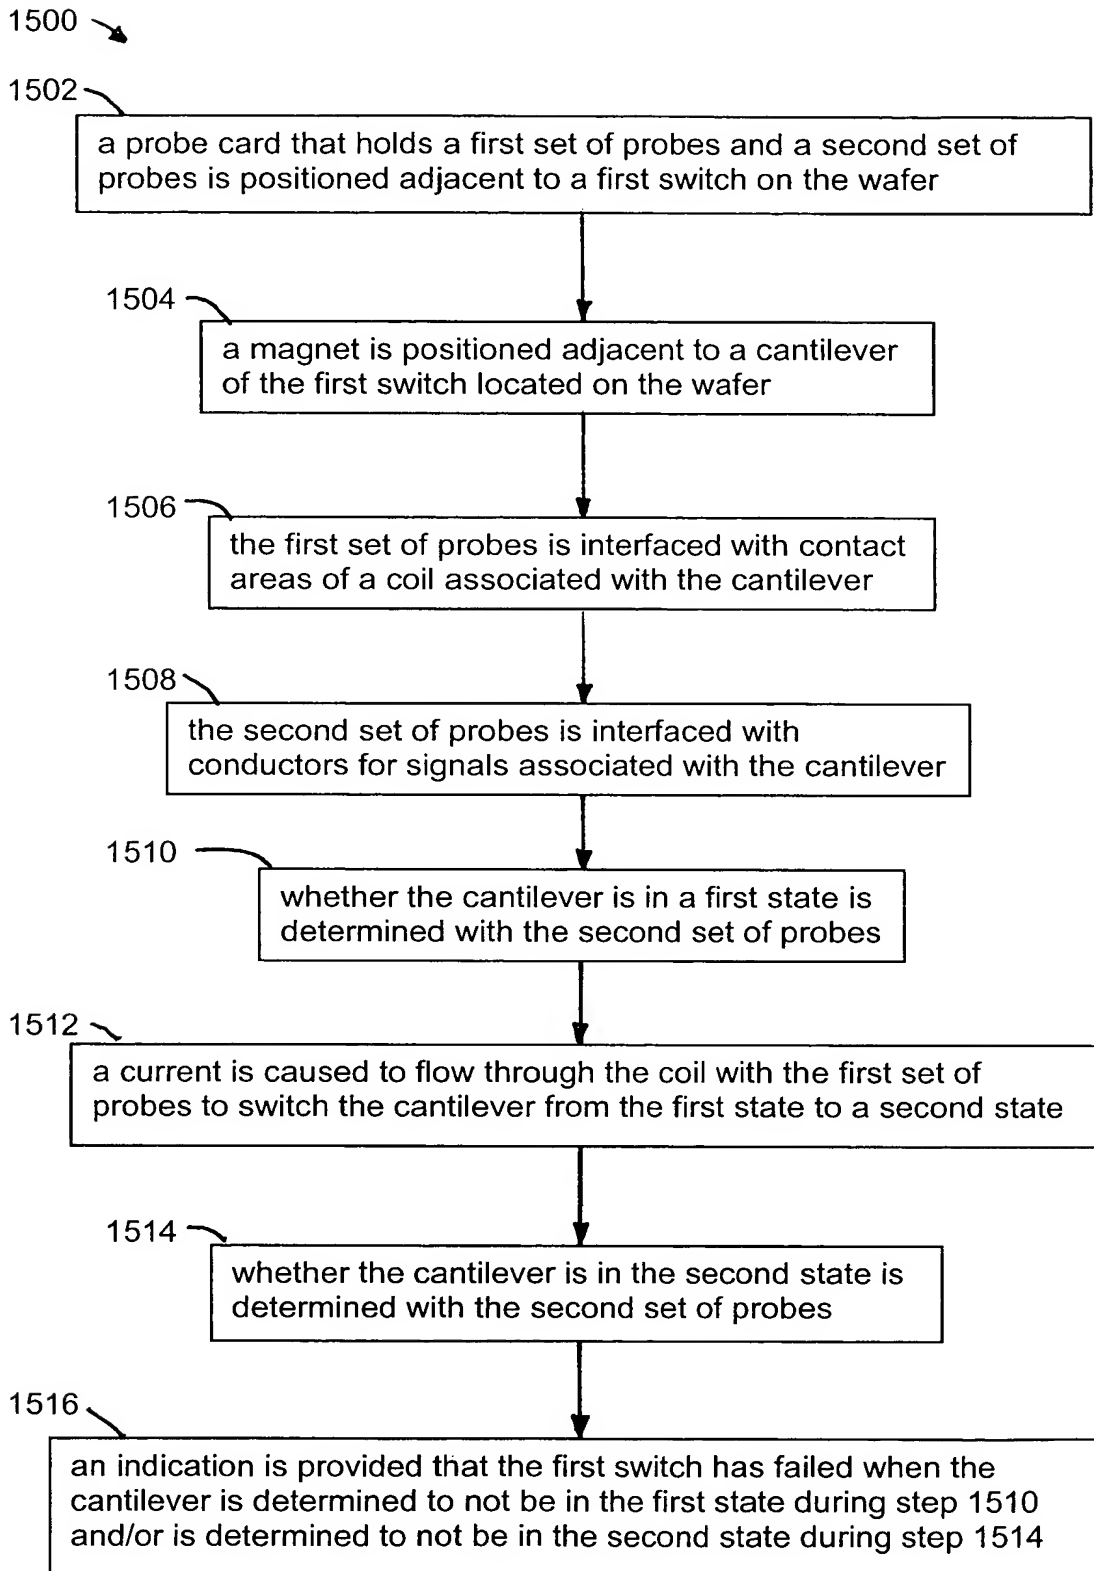 1500
1502
a probe card that holds a first set of probes and a second set of
probes is positioned adjacent to a first switch on the wafer
1504
a magnet is positioned adjacent to a cantilever
of the first switch located on the wafer
1506
the first set of probes is interfaced with contact
areas of a coil associated with the cantilever
1508
the second set of probes is interfaced with
conductors for signals associated with the cantilever
1510
whether the cantilever is in a first state is
determined with the second set of probes
1512
a current is caused to flow through the coil with the first set of
probes to switch the cantilever from the first state to a second state
1514
whether the cantilever is in the second state is
determined with the second set of probes
1516
an indication is provided that the first switch has failed when the
cantilever is determined to not be in the first state during step 1510
and/or is determined to not be in the second state during step 1514